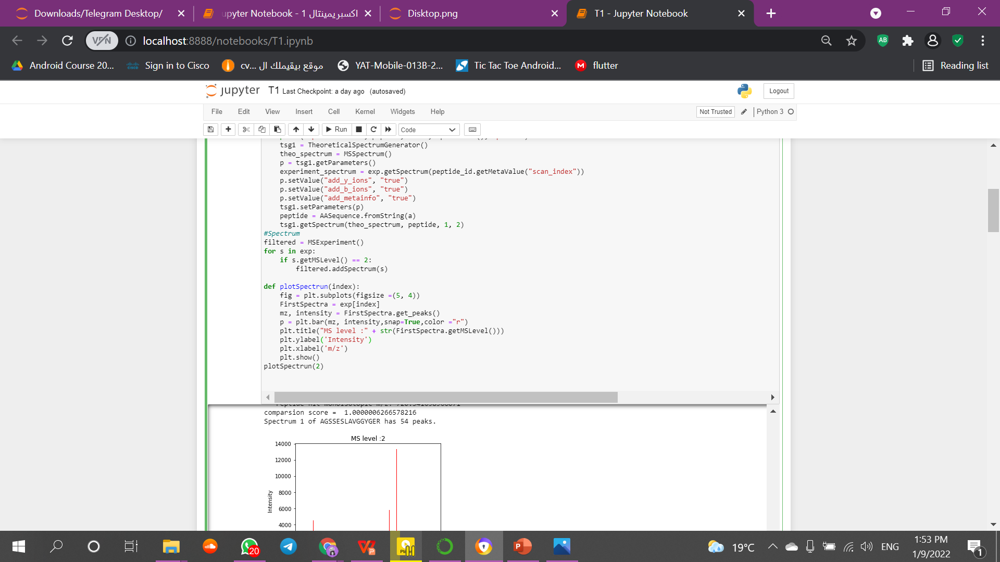 Downloads/Telegram Desktop/
upyter Notebook - 1 اكسبريمينتال
Disktop.png
T1 - Jupyter Notebook
VPN
localhost:8888/notebooks/T1.ipynb
AB
Android Course 20...
Sign in to Cisco
موقع بيقيملك ال ...cv
YAT-Mobile-013B-2...
Tic Tac Toe Android...
M
flutter
Reading list
jupyter
T1 Last Checkpoint: a day ago (autosaved)
Logout
File Edit View Insert Cell Kernel Widgets Help
Not Trusted
Python 3
Run
Code
tsg1 = TheoreticalSpectrumGenerator()
theo_spectrum = MSSpectrum()
p = tsg1.getParameters()
experiment_spectrum = exp.getSpectrum(peptide_id.getMetaValue("scan_index"))
p.setValue("add_y_ions", "true")
p.setValue("add_b_ions", "true")
p.setValue("add_metainfo", "true")
tsg1.setParameters(p)
peptide = AASequence.fromString(a)
tsg1.getSpectrum(theo_spectrum, peptide, 1, 2)
#Spectrum
filtered = MSExperiment()
for s in exp:
if s.getMSLevel() == 2:
filtered.addSpectrum(s)
def plotSpectrun(index):
fig = plt.subplots(figsize =(5, 4))
FirstSpectra = exp[index]
mz, intensity = FirstSpectra.get_peaks()
p = plt.bar(mz, intensity,snap=True,color ="r")
plt.title("MS level :" + str(FirstSpectra.getMSLevel()))
plt.ylabel('Intensity')
plt.xlabel('m/z')
plt.show()
plotSpectrun(2)
comparsion score =  1.0000006266578216
Spectrum 1 of AGSSESLAVGGYGER has 54 peaks.
MS level :2
14000
12000
10000
8000
6000
4000
Intensity
20
P
19°C
ENG
1:53 PM
1/9/2022
1